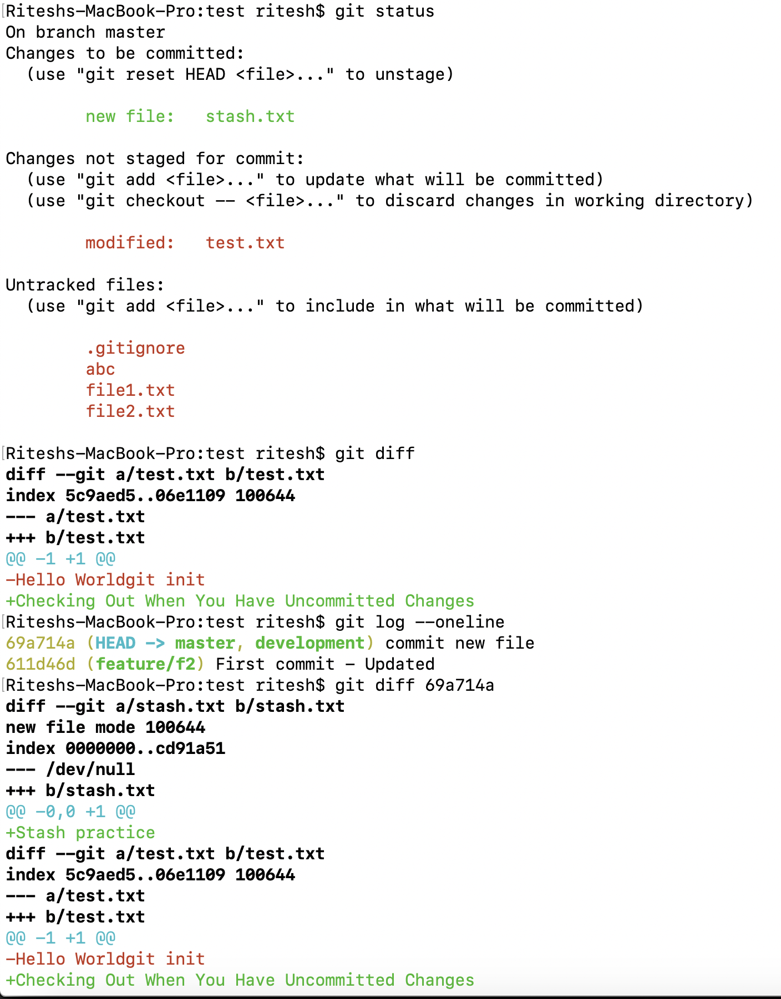 Riteshs-MacBook-Pro:test ritesh$ git status
On branch master
Changes to be committed:
  (use "git reset HEAD <file>..." to unstage)

        new file:   stash.txt

Changes not staged for commit:
  (use "git add <file>..." to update what will be committed)
  (use "git checkout -- <file>..." to discard changes in working directory)

        modified:   test.txt

Untracked files:
  (use "git add <file>..." to include in what will be committed)

        .gitignore
        abc
        file1.txt
        file2.txt

Riteshs-MacBook-Pro:test ritesh$ git diff
diff --git a/test.txt b/test.txt
index 5c9aed5..06e1109 100644
--- a/test.txt
+++ b/test.txt
@@ -1 +1 @@
-Hello Worldgit init
+Checking Out When You Have Uncommitted Changes
Riteshs-MacBook-Pro:test ritesh$ git log --oneline
69a714a (HEAD -> master, development) commit new file
611d46d (feature/f2) First commit - Updated
Riteshs-MacBook-Pro:test ritesh$ git diff 69a714a
diff --git a/stash.txt b/stash.txt
new file mode 100644
index 0000000..cd91a51
--- /dev/null
+++ b/stash.txt
@@ -0,0 +1 @@
+Stash practice
diff --git a/test.txt b/test.txt
index 5c9aed5..06e1109 100644
--- a/test.txt
+++ b/test.txt
@@ -1 +1 @@
-Hello Worldgit init
+Checking Out When You Have Uncommitted Changes